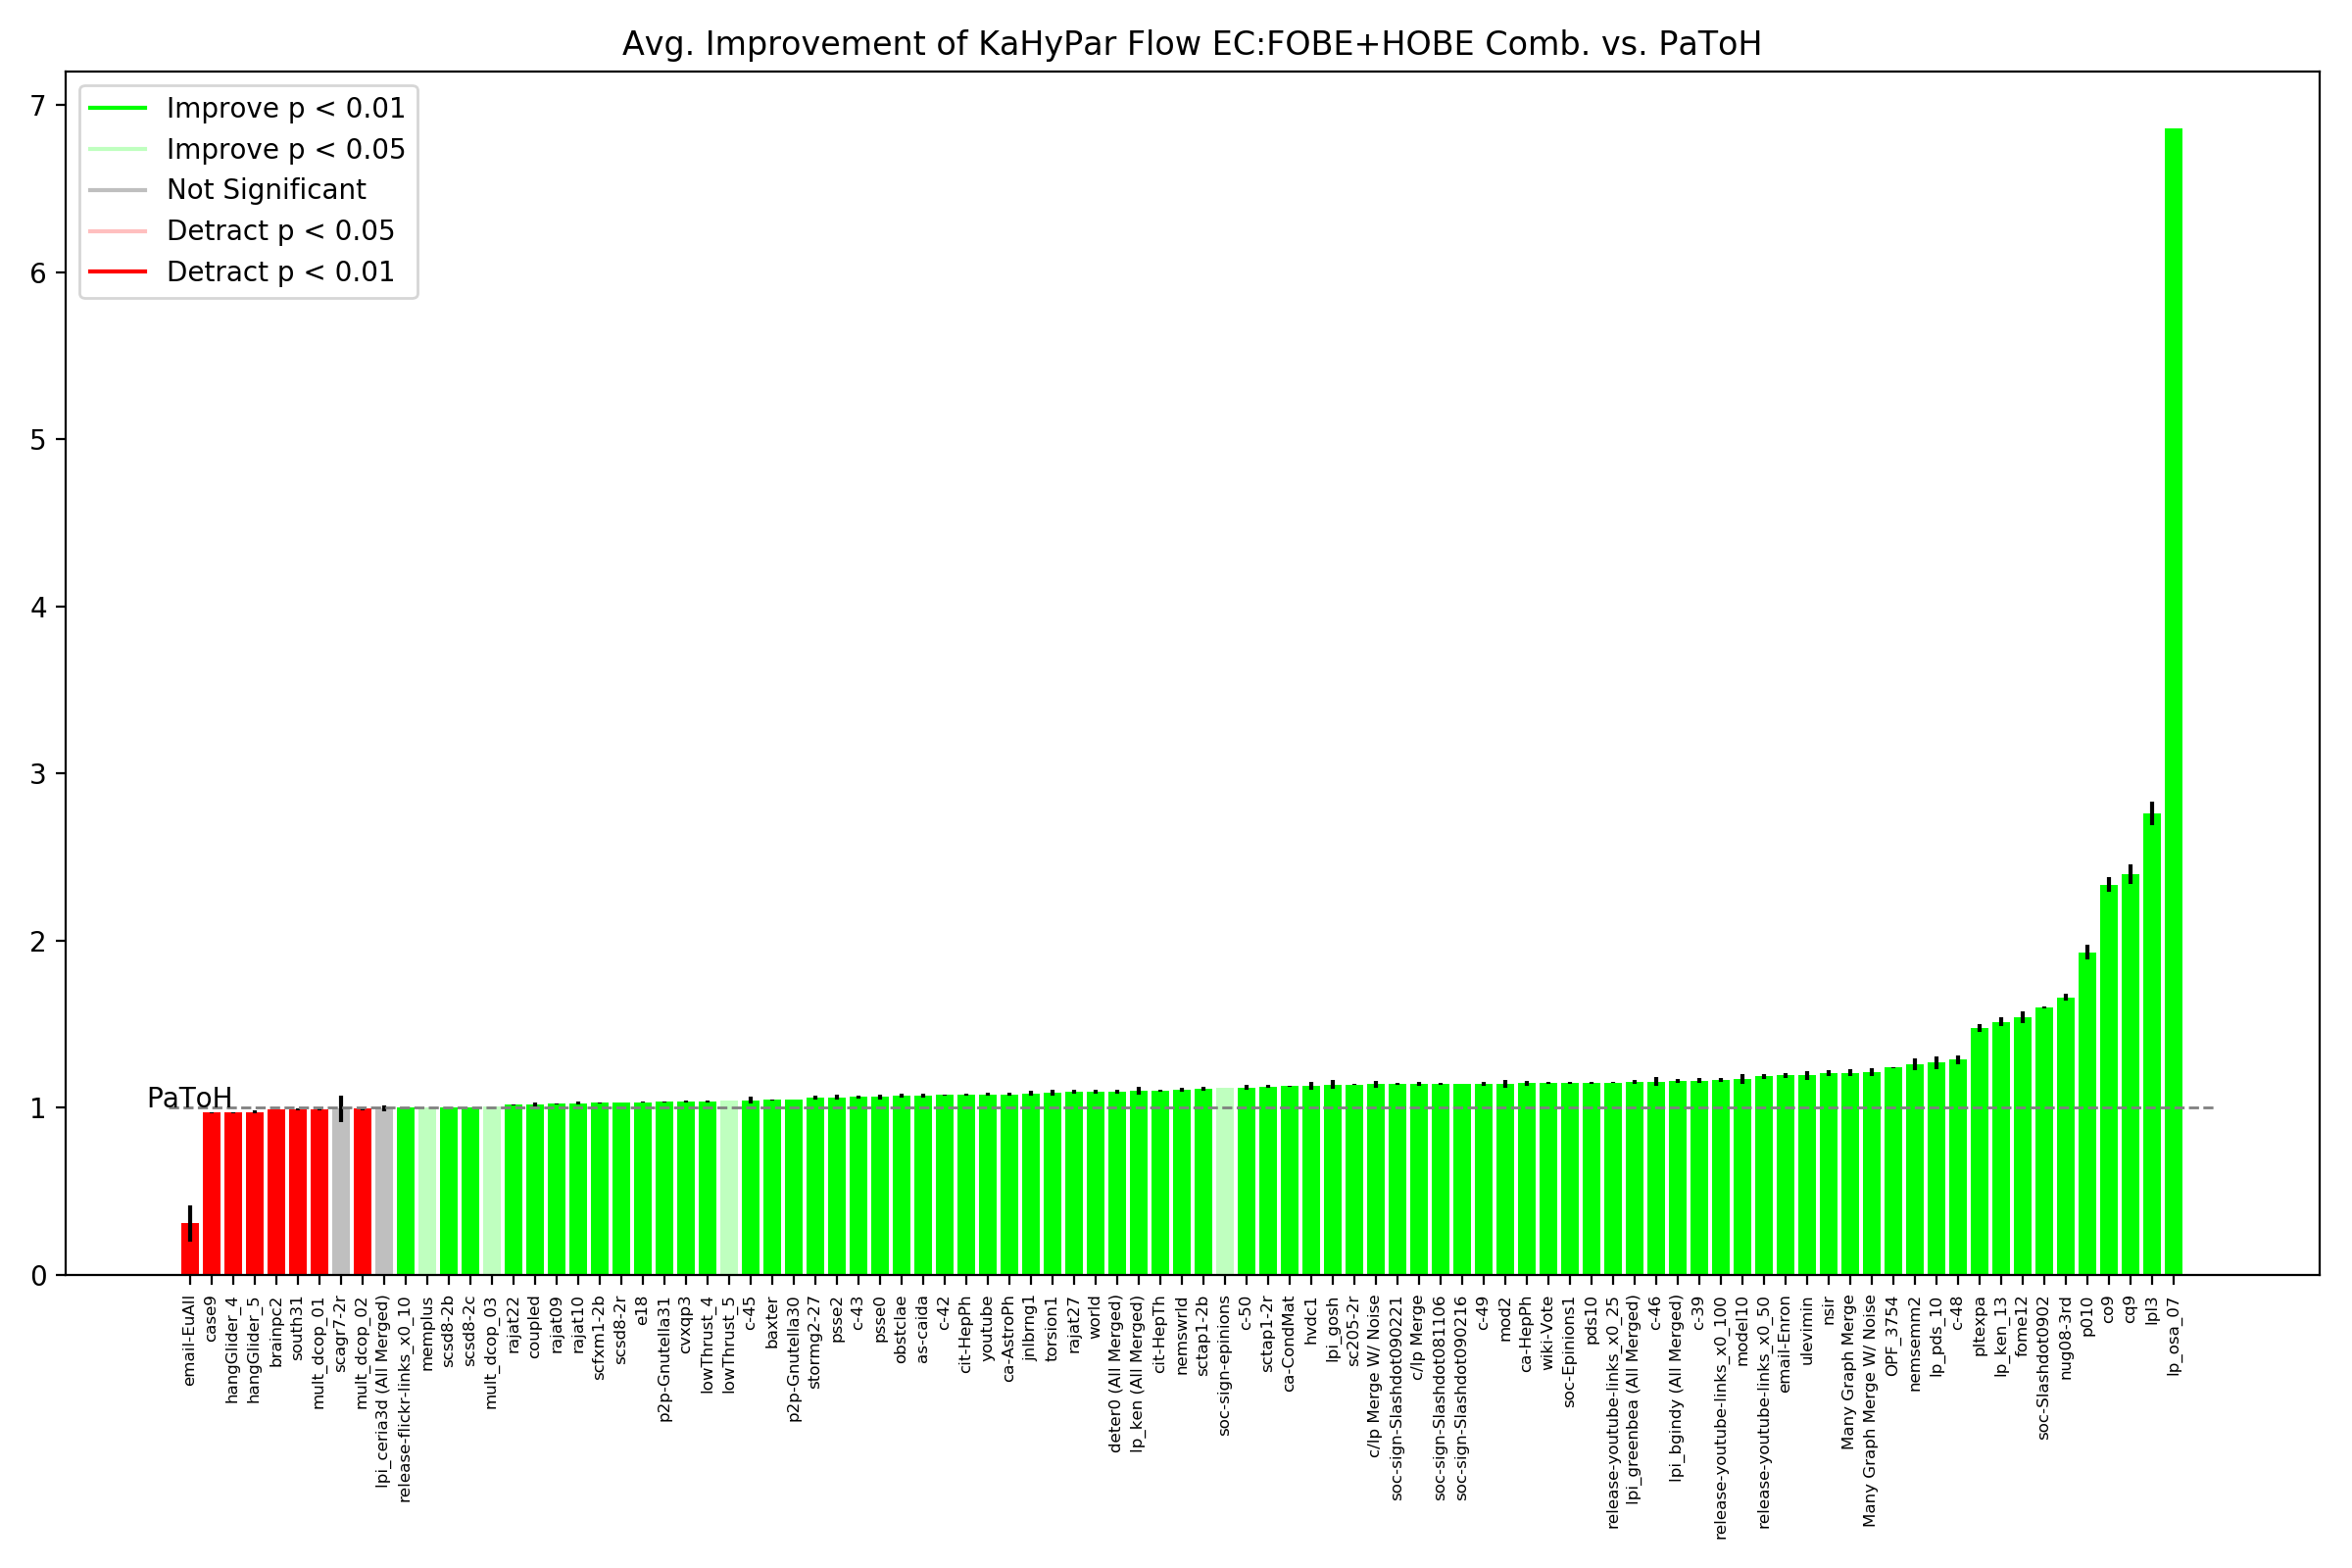 Avg. Improvement of KaHyPar Flow EC:FOBE+HOBE Comb. vs. PaToH
7
6
5
4
3
2
1
0
Improve p < 0.01
Improve p < 0.05
Not Significant
Detract p < 0.05
Detract p < 0.01
PaToH
email-EuAll
case9
hangGlider_4
hangGlider_5
brainpc2
south31
mult_dcop_01
scagr7-2r
mult_dcop_02
lpi_ceria3d (All Merged)
release-flickr-links_x0_10
memplus
scsd8-2b
scsd8-2c
mult_dcop_03
rajat22
coupled
rajat09
rajat10
scfxm1-2b
scsd8-2r
e18
p2p-Gnutella31
cvxqp3
lowThrust_4
lowThrust_5
c-45
baxter
p2p-Gnutella30
stormg2-27
psse2
c-43
psse0
obstclae
as-caida
c-42
cit-HepPh
youtube
ca-AstroPh
jnlbrng1
torsion1
rajat27
world
deter0 (All Merged)
lp_ken (All Merged)
cit-HepTh
nemswrld
sctap1-2b
soc-sign-epinions
c-50
sctap1-2r
ca-CondMat
hvdc1
lpi_gosh
sc205-2r
c/lp Merge W/ Noise
soc-sign-Slashdot090221
c/lp Merge
soc-sign-Slashdot081106
soc-sign-Slashdot090216
c-49
mod2
ca-HepPh
wiki-Vote
soc-Epinions1
pds10
release-youtube-links_x0_25
lpi_greenbea (All Merged)
c-46
lpi_bgindy (All Merged)
c-39
release-youtube-links_x0_100
model10
release-youtube-links_x0_50
email-Enron
ulevimin
nsir
Many Graph Merge
Many Graph Merge W/ Noise
OPF_3754
nemsemm2
lp_pds_10
c-48
pltexpa
lp_ken_13
fome12
soc-Slashdot0902
nug08-3rd
p010
co9
cq9
lpl3
lp_osa_07